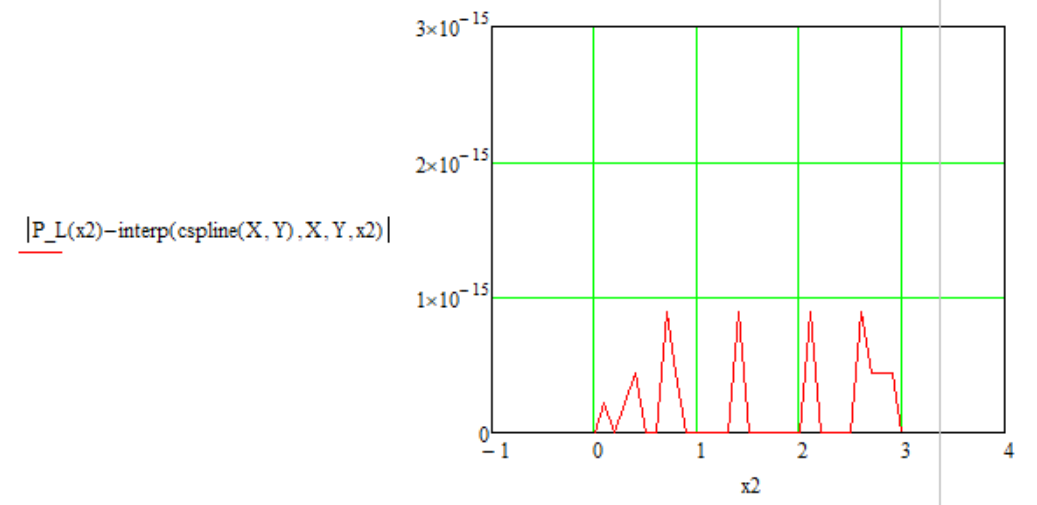 3×10⁻¹⁵
2×10⁻¹⁵
|P_L(x2)−interp(cspline(X,Y),X,Y,x2)|
1×10⁻¹⁵
0
−1 0 1 2 3 4
x2